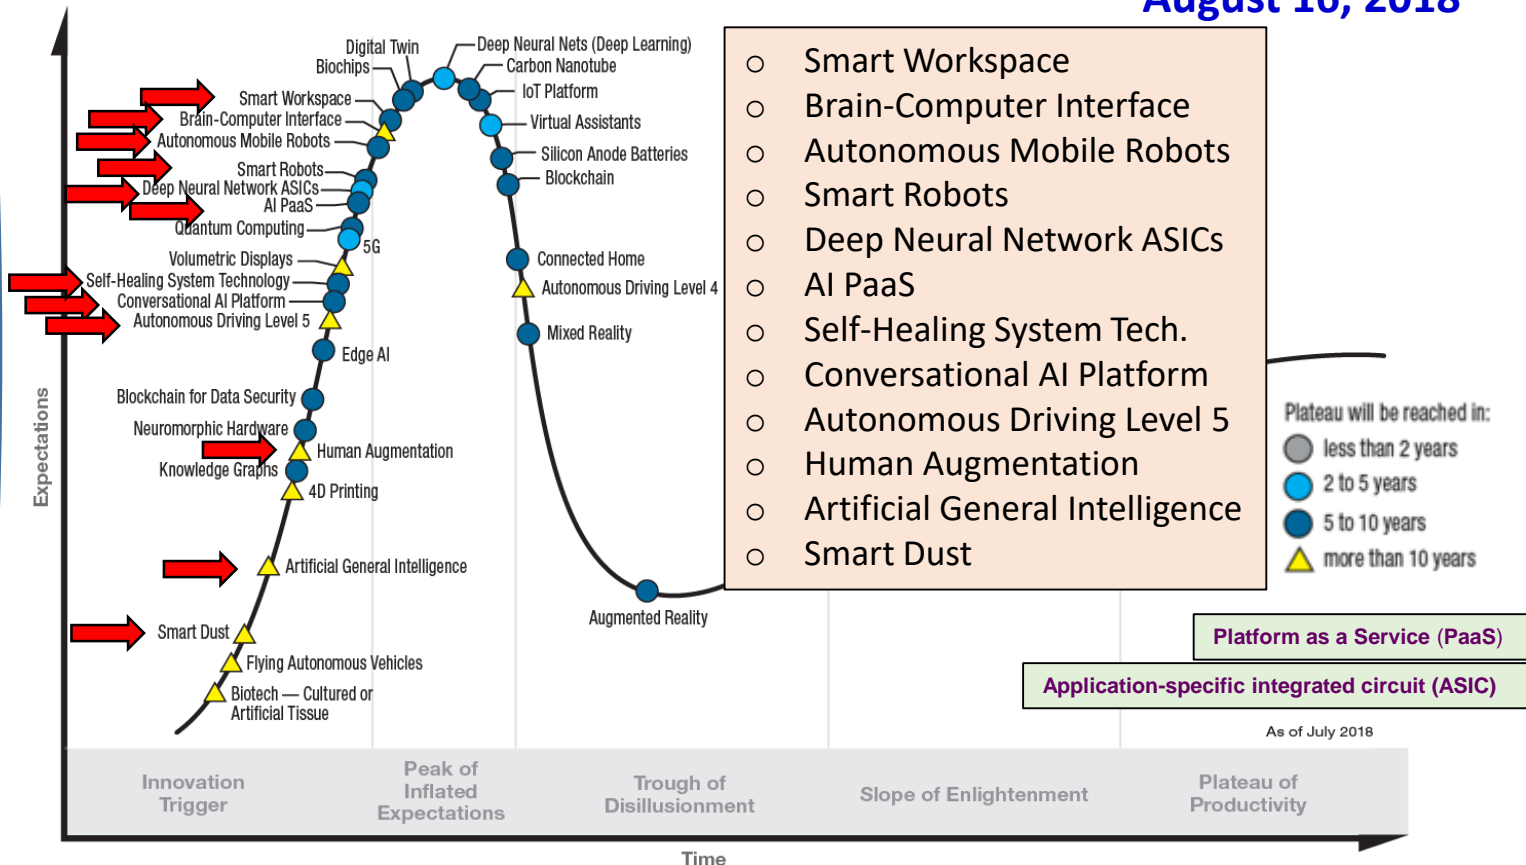 August 16, 2018
Digital Twin
Biochips
Smart Workspace
Brain-Computer Interface
Autonomous Mobile Robots
Smart Robots
Deep Neural Network ASICs
AI PaaS
Quantum Computing
5G
Volumetric Displays
Self-Healing System Technology
Conversational AI Platform
Autonomous Driving Level 5
Edge AI
Blockchain for Data Security
Neuromorphic Hardware
Human Augmentation
Knowledge Graphs
4D Printing
Artificial General Intelligence
Smart Dust
Flying Autonomous Vehicles
Biotech — Cultured or
Artificial Tissue
Deep Neural Nets (Deep Learning)
Carbon Nanotube
IoT Platform
Virtual Assistants
Silicon Anode Batteries
Blockchain
Connected Home
Autonomous Driving Level 4
Mixed Reality
Augmented Reality
o Smart Workspace
o Brain-Computer Interface
o Autonomous Mobile Robots
o Smart Robots
o Deep Neural Network ASICs
o AI PaaS
o Self-Healing System Tech.
o Conversational AI Platform
o Autonomous Driving Level 5
o Human Augmentation
o Artificial General Intelligence
o Smart Dust
Plateau will be reached in:
less than 2 years
2 to 5 years
5 to 10 years
more than 10 years
Platform as a Service (PaaS)
Application-specific integrated circuit (ASIC)
As of July 2018
Expectations
Innovation
Trigger
Peak of
Inflated
Expectations
Trough of
Disillusionment
Slope of Enlightenment
Plateau of
Productivity
Time